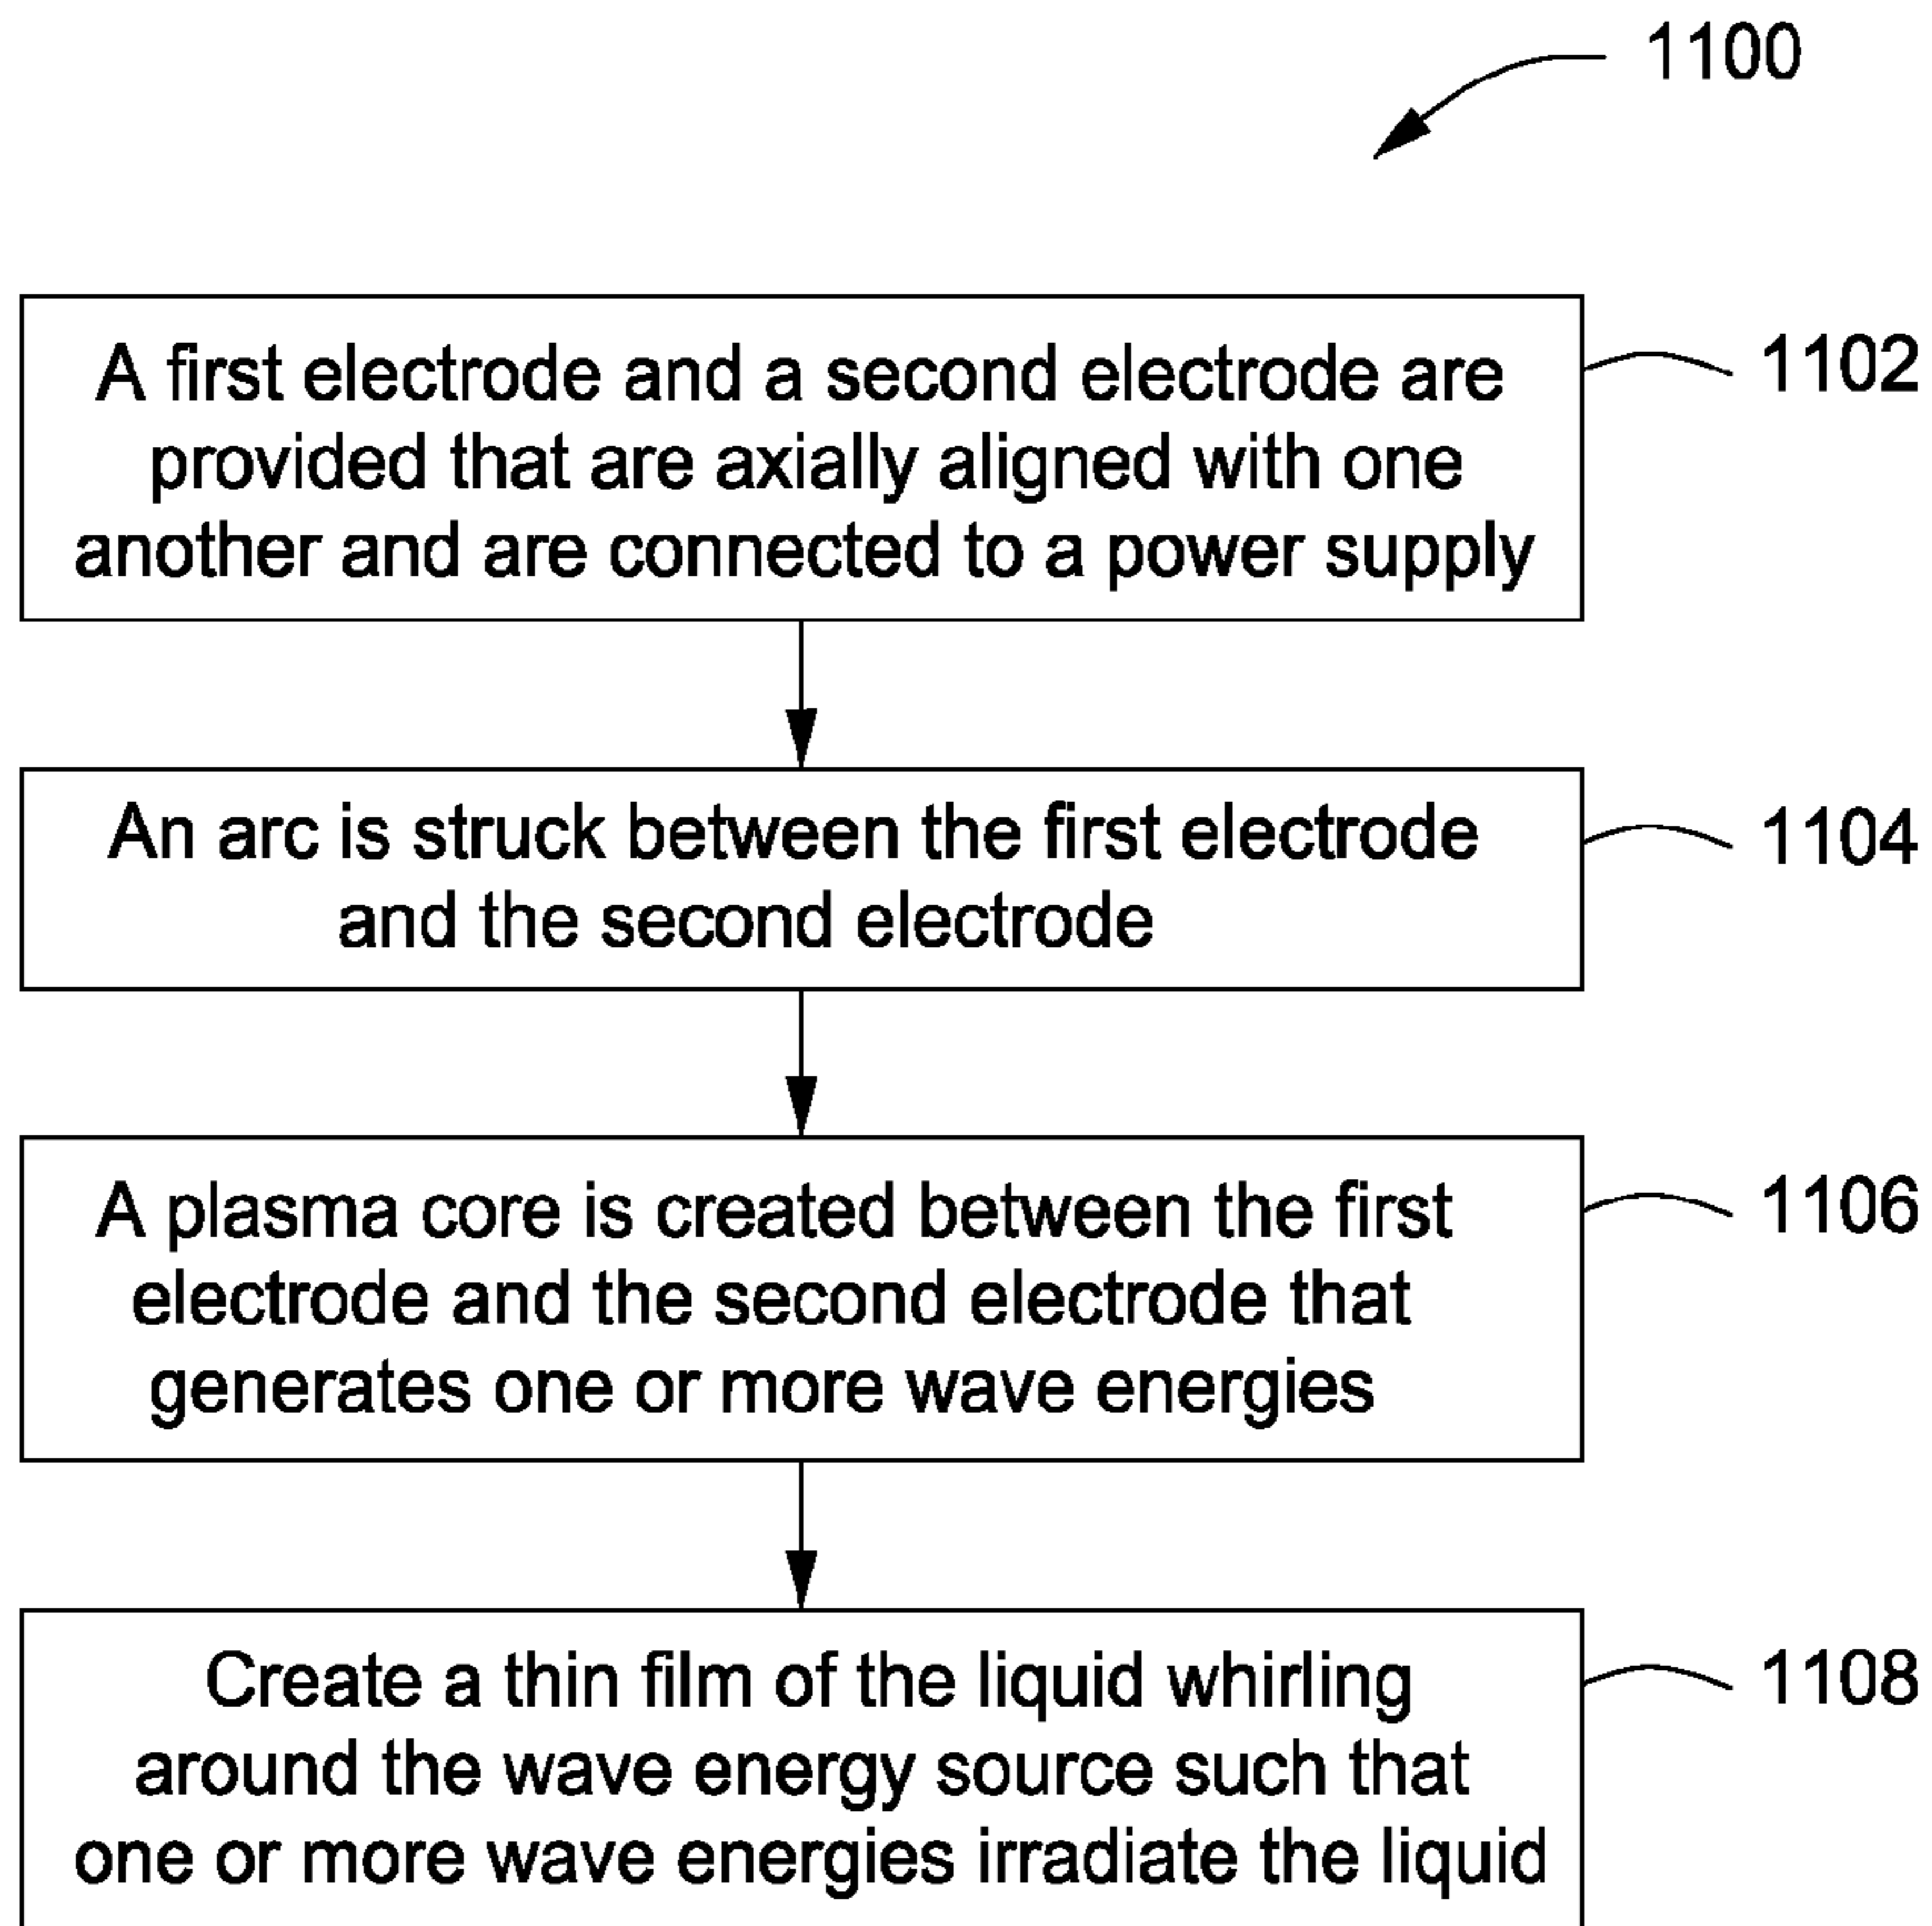 1100
A first electrode and a second electrode are
provided that are axially aligned with one
another and are connected to a power supply
1102
An arc is struck between the first electrode
and the second electrode
1104
A plasma core is created between the first
electrode and the second electrode that
generates one or more wave energies
1106
Create a thin film of the liquid whirling
around the wave energy source such that
one or more wave energies irradiate the liquid
1108